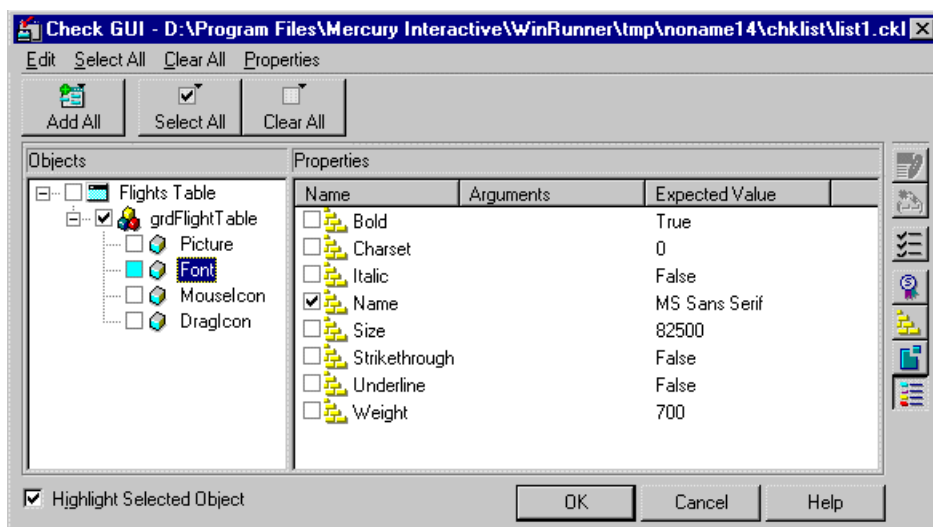 Check GUI - D:\Program Files\Mercury Interactive\WinRunner\tmp\noname14\chklist\list1.ckl
Edit Select All Clear All Properties
Add All Select All Clear All
Objects Properties
Flights Table
grdFlightTable
Picture
Font
MouseIcon
DragIcon
Name Arguments Expected Value
Bold True
Charset 0
Italic False
Name MS Sans Serif
Size 82500
Strikethrough False
Underline False
Weight 700
Highlight Selected Object
OK Cancel Help